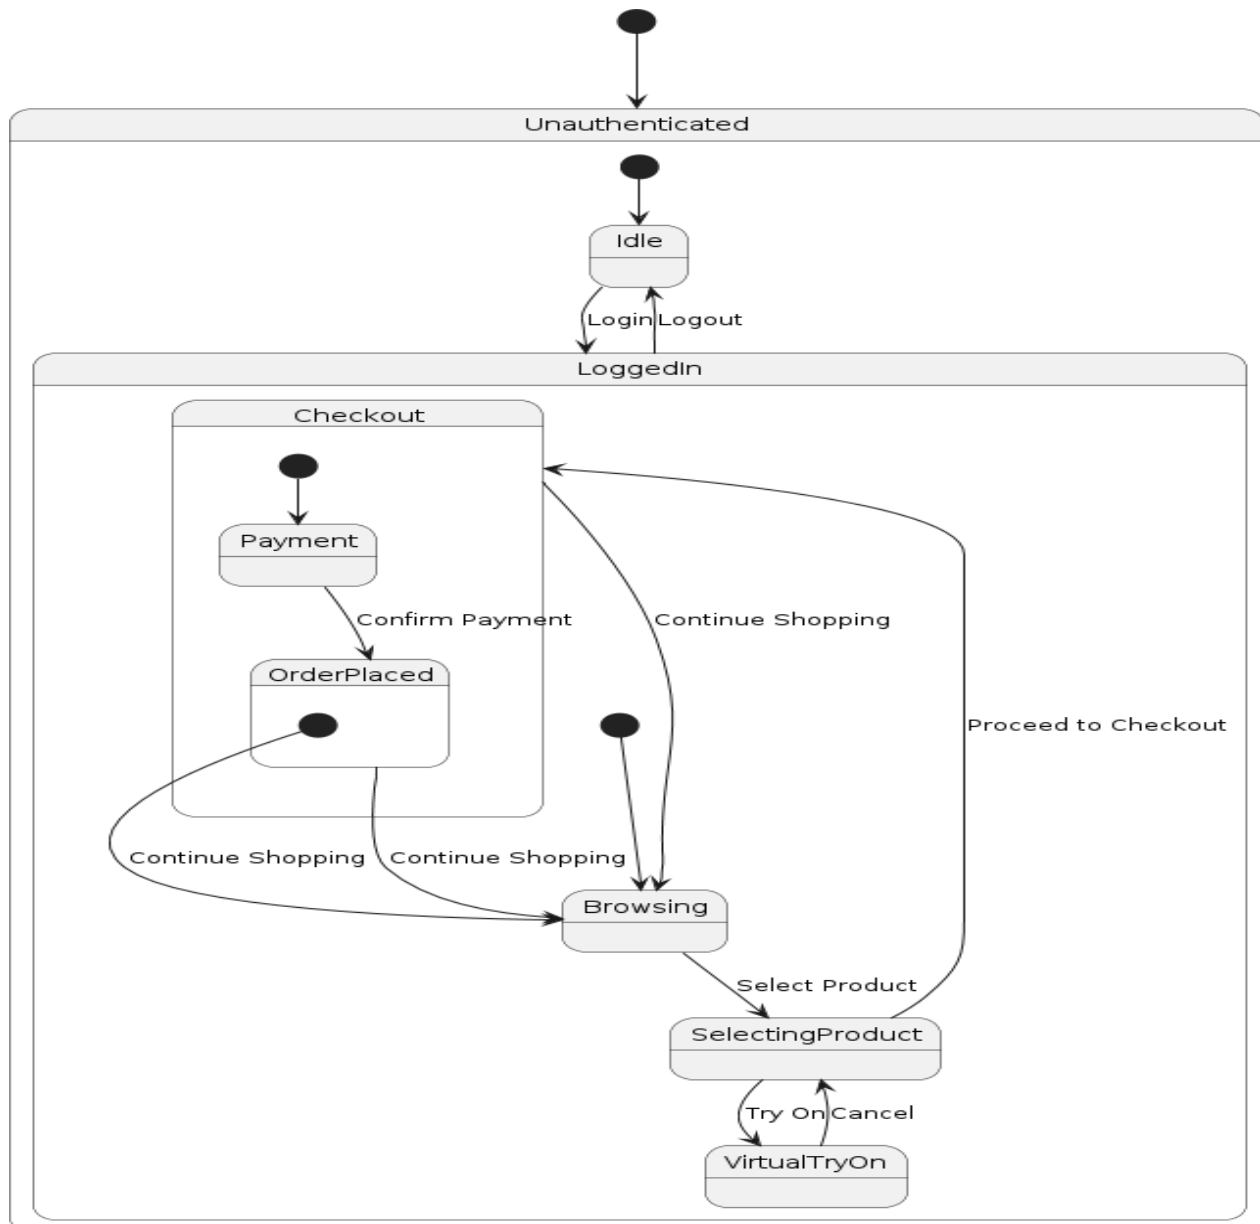 Unauthenticated
Idle
Login
Logout
LoggedIn
Checkout
Payment
Confirm Payment
Continue Shopping
OrderPlaced
Proceed to Checkout
Continue Shopping
Continue Shopping
Browsing
Select Product
SelectingProduct
Try On
Cancel
VirtualTryOn